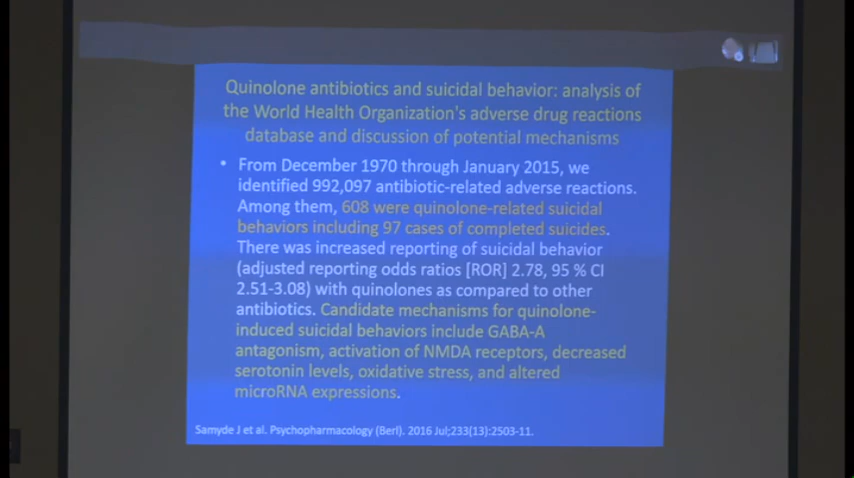 Quinolone antibiotics and suicidal behavior: analysis of
the World Health Organization's adverse drug reactions
database and discussion of potential mechanisms
• From December 1970 through January 2015, we
identified 992,097 antibiotic-related adverse reactions.
Among them, 608 were quinolone-related suicidal
behaviors including 97 cases of completed suicides.
There was increased reporting of suicidal behavior
(adjusted reporting odds ratios [ROR] 2.78, 95 % CI
2.51-3.08) with quinolones as compared to other
antibiotics. Candidate mechanisms for quinolone-
induced suicidal behaviors include GABA-A
antagonism, activation of NMDA receptors, decreased
serotonin levels, oxidative stress, and altered
microRNA expressions.
Samyde J et al. Psychopharmacology (Berl). 2016 Jul;233(13):2503-11.